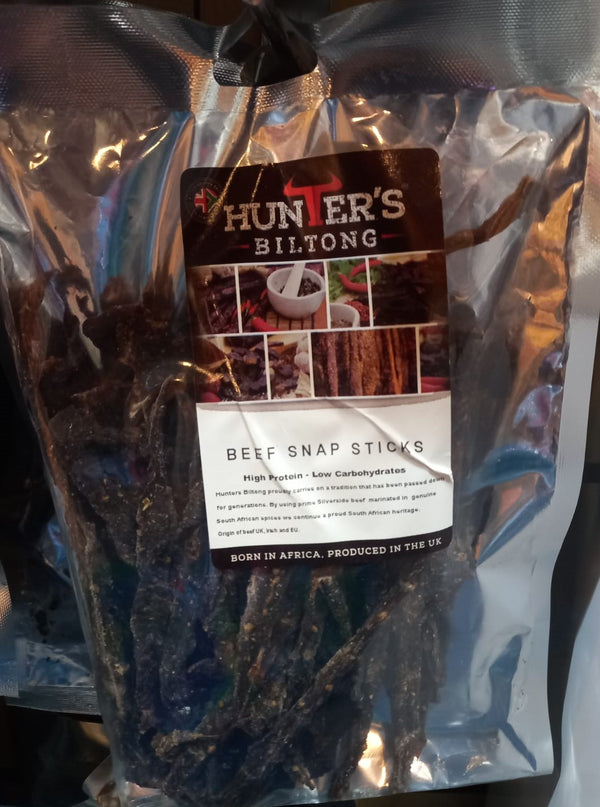 HUNTER'S
BILTONG
BEEF SNAP STICKS
High Protein - Low Carbohydrates
Hunters Biltong proudly carries on a tradition that has been passed down
for generations. By using prime Silverside beef marinated in genuine
South African spices we continue a proud South African heritage.
Origin of beef UK, Irish and EU.
BORN IN AFRICA, PRODUCED IN THE UK